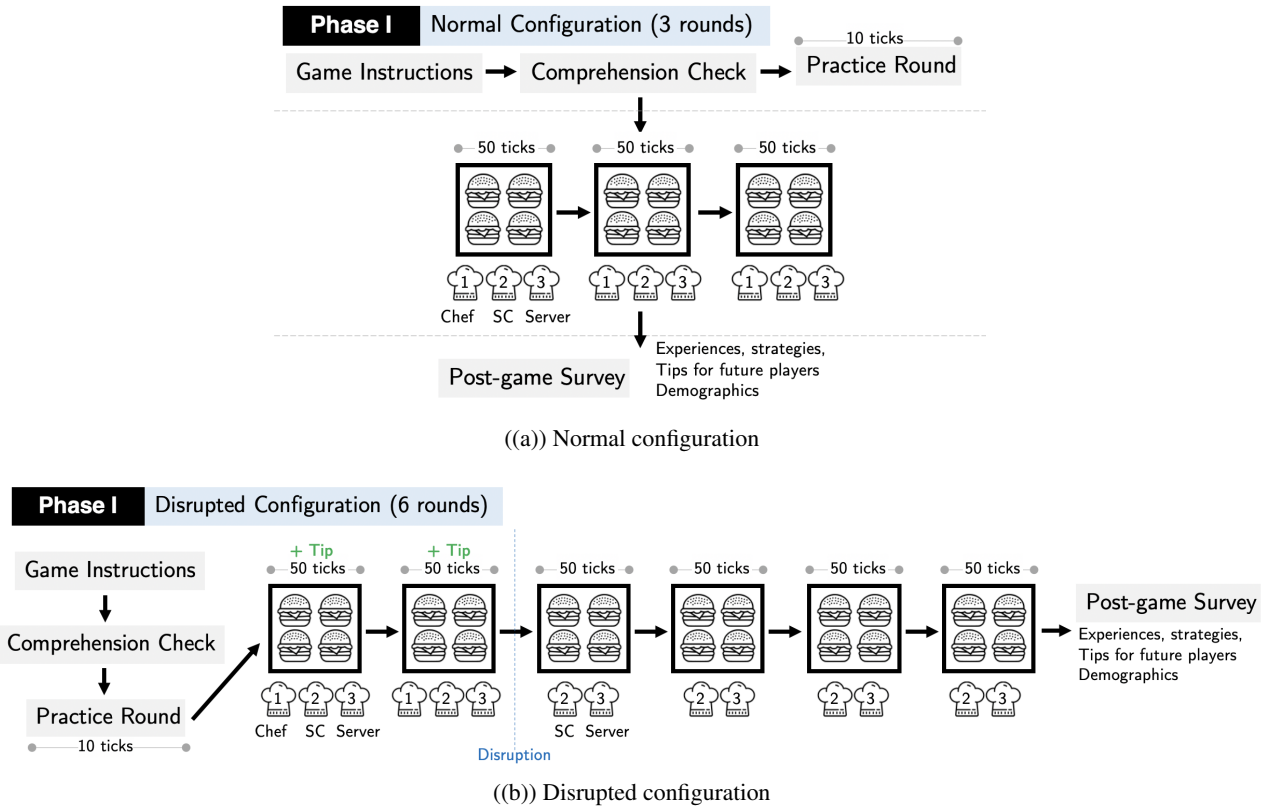 Phase I Normal Configuration (3 rounds)
10 ticks
Game Instructions Comprehension Check Practice Round
50 ticks 50 ticks 50 ticks
1 2 3 1 2 3 1 2 3
Chef SC Server
Experiences, strategies,
Tips for future players
Demographics
Post-game Survey
((a)) Normal configuration
Phase I Disrupted Configuration (6 rounds)
+ Tip + Tip
50 ticks 50 ticks 50 ticks 50 ticks 50 ticks 50 ticks
Game Instructions
Comprehension Check
Practice Round
10 ticks
1 2 3 1 2 3 2 3 2 3 2 3 2 3
Chef SC Server SC Server
Disruption
Post-game Survey
Experiences, strategies,
Tips for future players
Demographics
((b)) Disrupted configuration